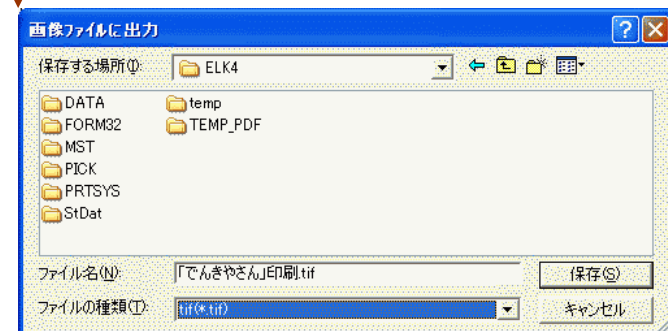 画像ファイルに出力
保存する場所(I):
ELK4
DATA
FORM32
MST
PICK
PRTSYS
StDat
temp
TEMP_PDF
ファイル名(N):
「でんきやさん」印刷.tif
保存(S)
ファイルの種類(T):
tif(*.tif)
キャンセル